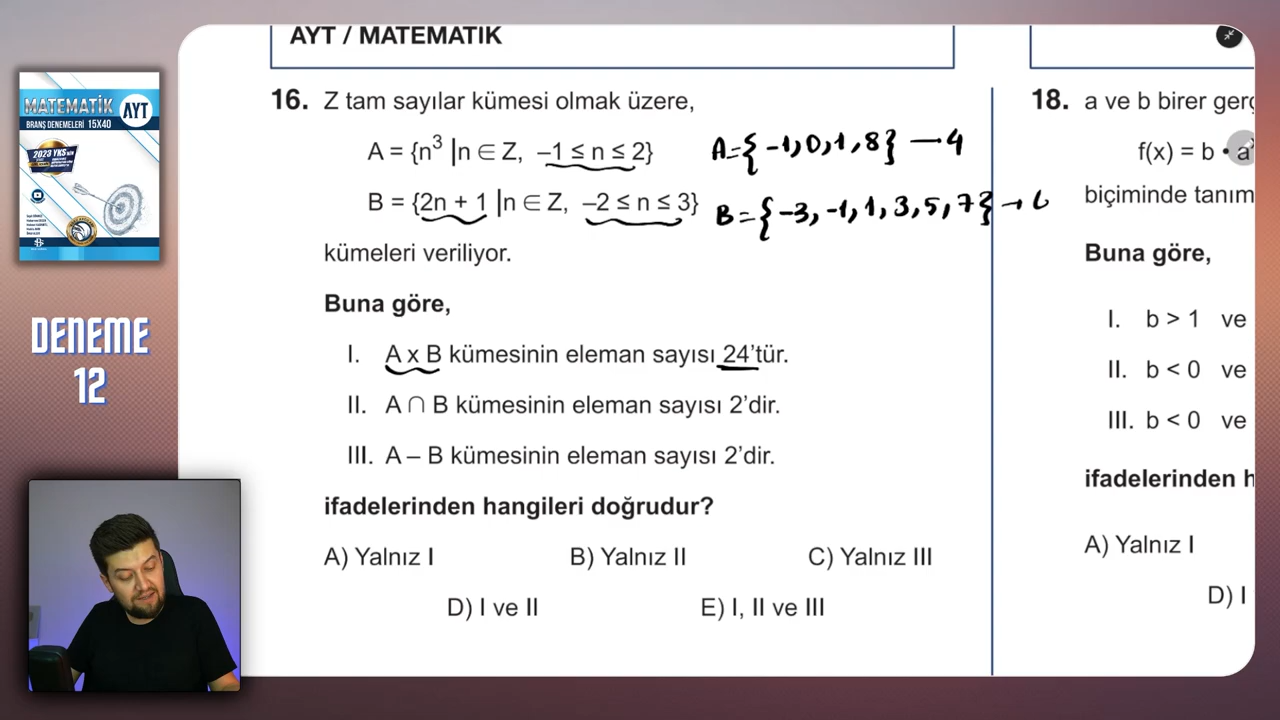 AYT / MATEMATİK
MATEMATİK AYT
BRANŞ DENEMELERİ 15X40
2023 YKS'NİN
DENEME
12
16. Z tam sayılar kümesi olmak üzere,
A = {n³ |n ∈ Z, −1 ≤ n ≤ 2}
A={-1,0,1,8} — 4
B = {2n + 1 |n ∈ Z, −2 ≤ n ≤ 3}
B={-3,-1,1,3,5,7} →
kümeleri veriliyor.
Buna göre,
I. A x B kümesinin eleman sayısı 24'tür.
II. A ∩ B kümesinin eleman sayısı 2'dir.
III. A – B kümesinin eleman sayısı 2'dir.
ifadelerinden hangileri doğrudur?
A) Yalnız I B) Yalnız II C) Yalnız III
D) I ve II E) I, II ve III
18. a ve b birer gerç
f(x) = b • a
biçiminde tanım
Buna göre,
I. b > 1 ve
II. b < 0 ve
III. b < 0 ve
ifadelerinden h
A) Yalnız I
D) I